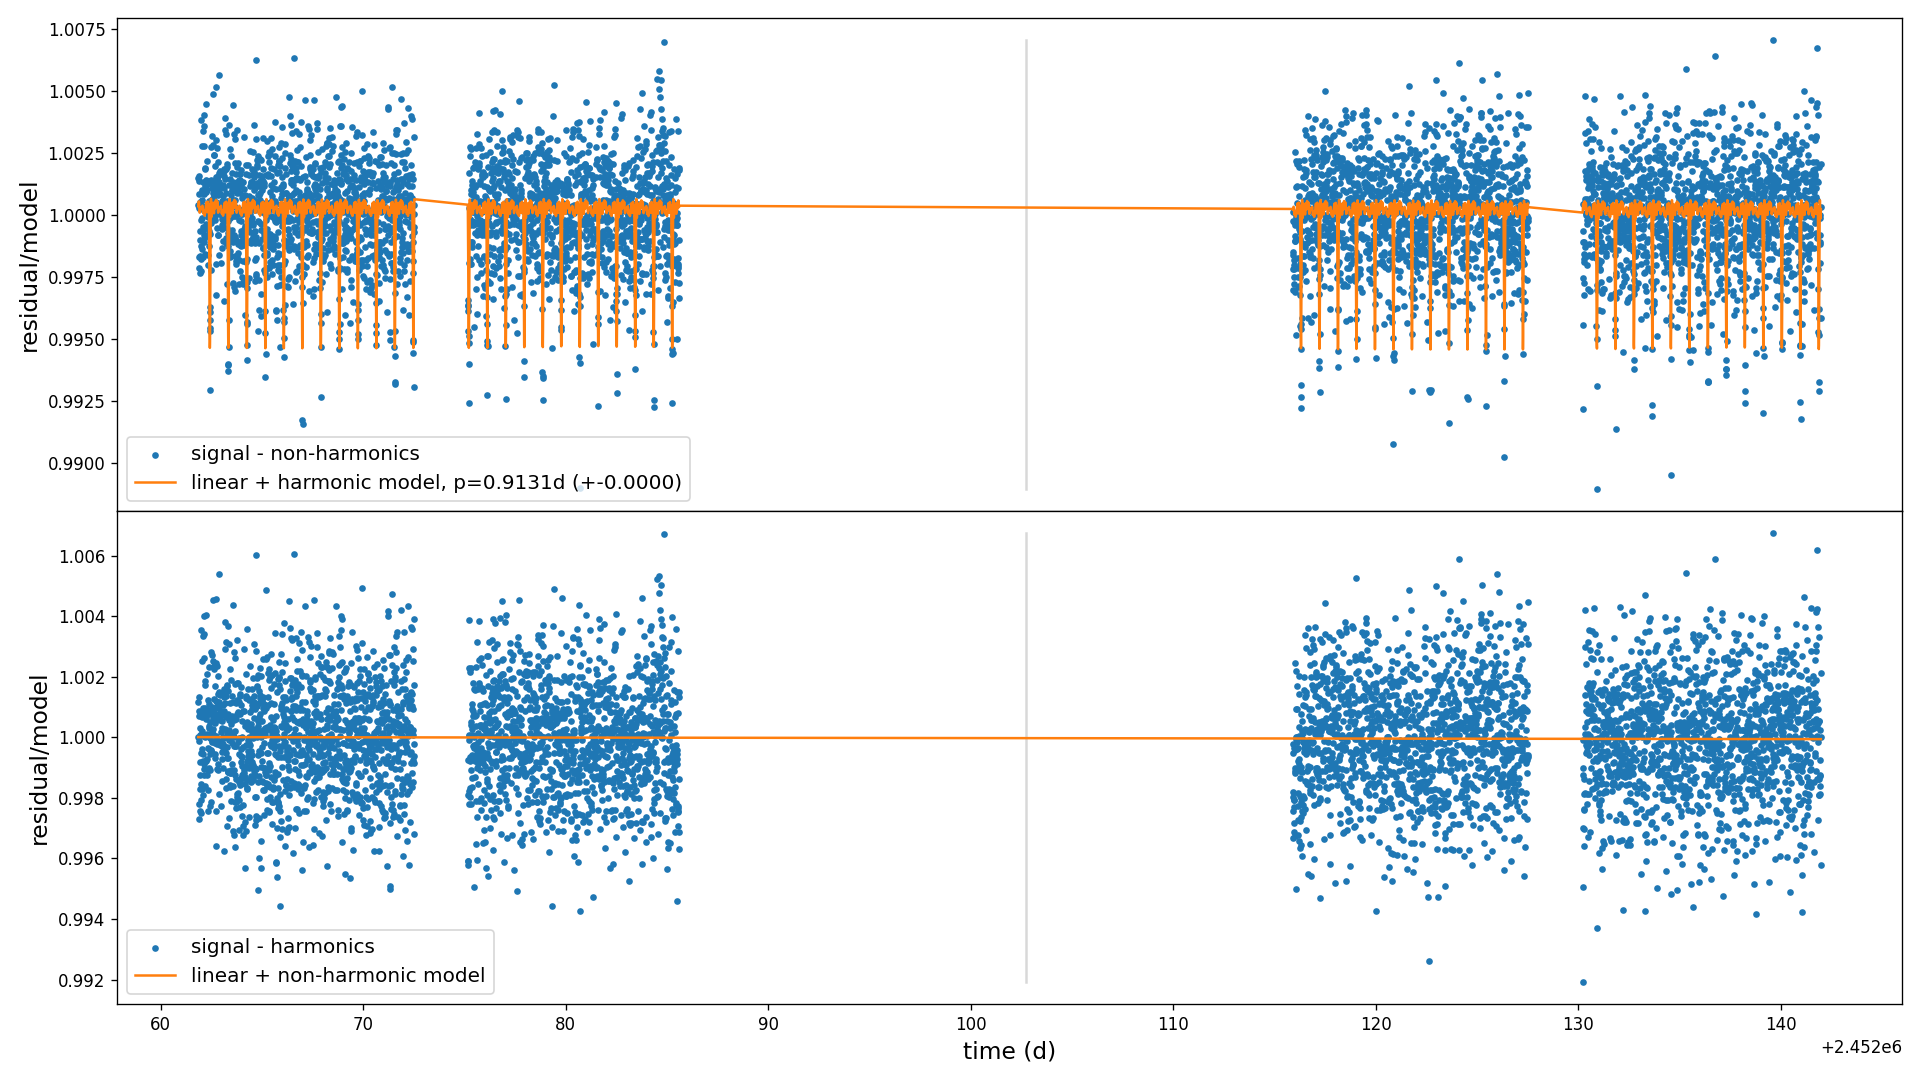 1.0075
1.0050
1.0025
1.0000
0.9975
0.9950
0.9925
0.9900
residual/model
signal - non-harmonics
linear + harmonic model, p=0.9131d (+-0.0000)
1.006
1.004
1.002
1.000
0.998
0.996
0.994
0.992
residual/model
signal - harmonics
linear + non-harmonic model
60 70 80 90 100 110 120 130 140
time (d)
+2.452e6